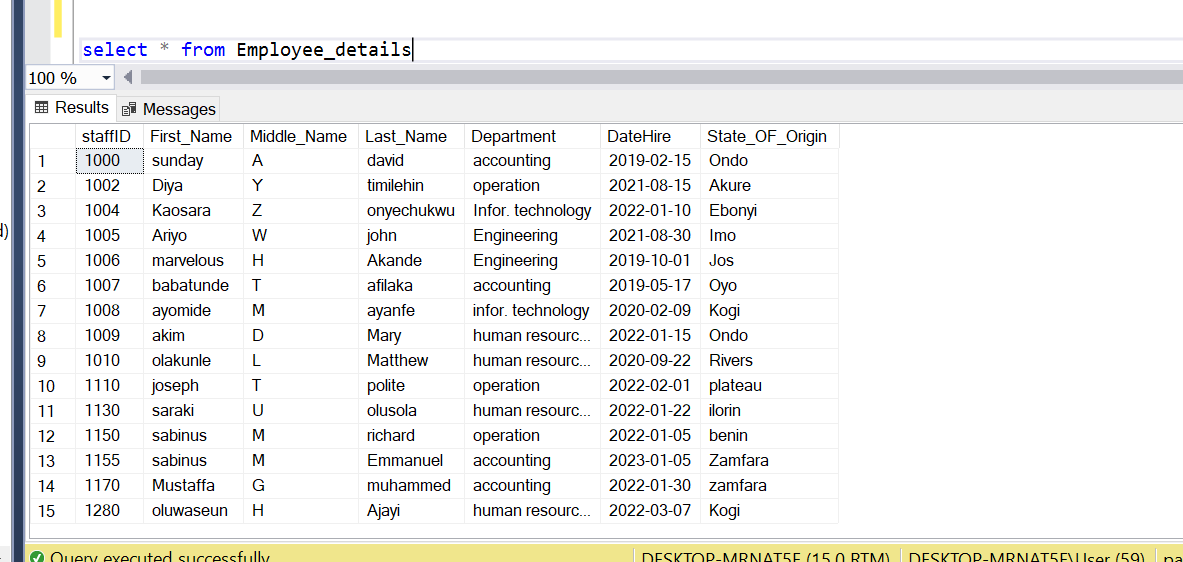 select * from Employee_details
100 %
Results Messages
staffID First_Name Middle_Name Last_Name Department DateHire State_OF_Origin
1 1000 sunday A david accounting 2019-02-15 Ondo
2 1002 Diya Y timilehin operation 2021-08-15 Akure
3 1004 Kaosara Z onyechukwu Infor. technology 2022-01-10 Ebonyi
4 1005 Ariyo W john Engineering 2021-08-30 Imo
5 1006 marvelous H Akande Engineering 2019-10-01 Jos
6 1007 babatunde T afilaka accounting 2019-05-17 Oyo
7 1008 ayomide M ayanfe infor. technology 2020-02-09 Kogi
8 1009 akim D Mary human resourc... 2022-01-15 Ondo
9 1010 olakunle L Matthew human resourc... 2020-09-22 Rivers
10 1110 joseph T polite operation 2022-02-01 plateau
11 1130 saraki U olusola human resourc... 2022-01-22 ilorin
12 1150 sabinus M richard operation 2022-01-05 benin
13 1155 sabinus M Emmanuel accounting 2023-01-05 Zamfara
14 1170 Mustaffa G muhammed accounting 2022-01-30 zamfara
15 1280 oluwaseun H Ajayi human resourc... 2022-03-07 Kogi
Query executed successfully. DESKTOP-MRNAT5F (15.0 RTM) DESKTOP-MRNAT5F\User (59)